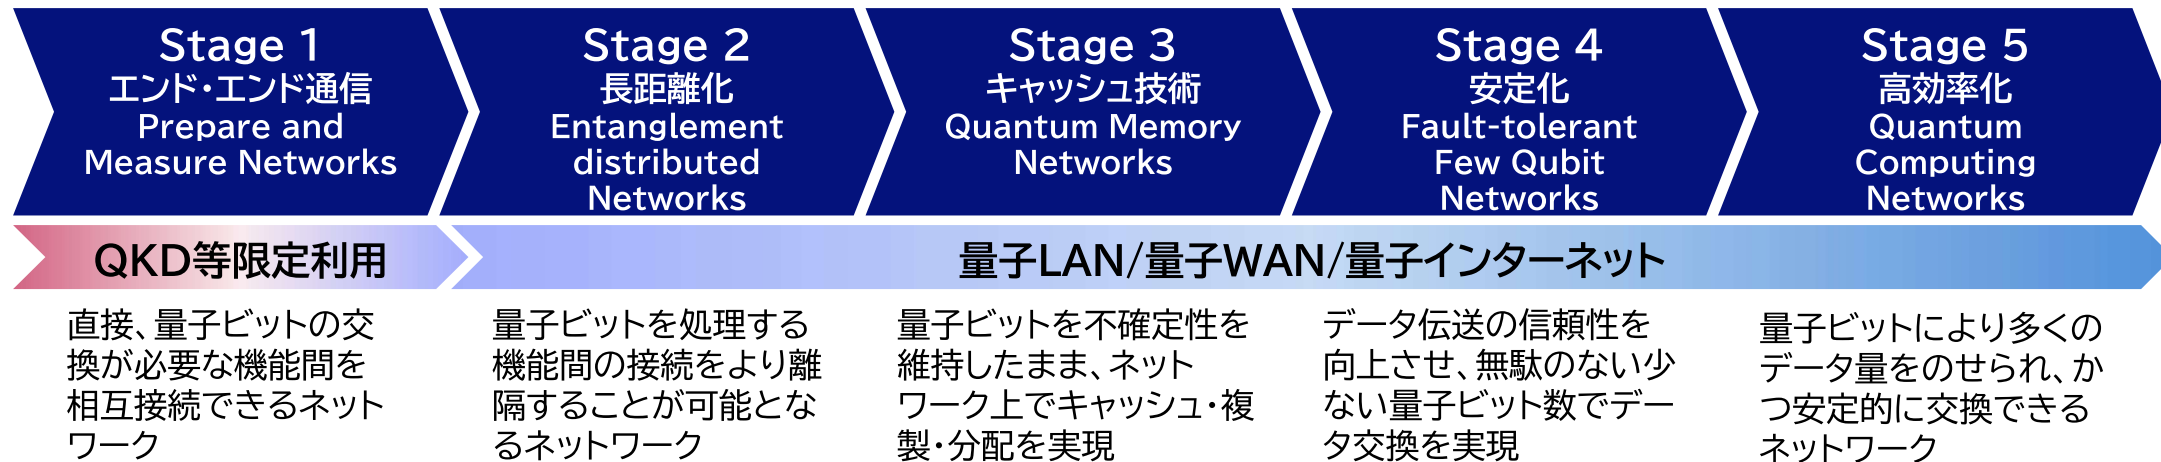 Stage 1
エンド・エンド通信
Prepare and
Measure Networks
Stage 2
長距離化
Entanglement
distributed
Networks
Stage 3
キャッシュ技術
Quantum Memory
Networks
Stage 4
安定化
Fault-tolerant
Few Qubit
Networks
Stage 5
高効率化
Quantum
Computing
Networks
QKD等限定利用
量子LAN/量子WAN/量子インターネット
直接、量子ビットの交
換が必要な機能間を
相互接続できるネット
ワーク
量子ビットを処理する
機能間の接続をより離
隔することが可能とな
るネットワーク
量子ビットを不確定性を
維持したまま、ネット
ワーク上でキャッシュ・複
製・分配を実現
データ伝送の信頼性を
向上させ、無駄のない少
ない量子ビット数でデー
タ交換を実現
量子ビットにより多くの
データ量をのせられ、か
つ安定的に交換できる
ネットワーク